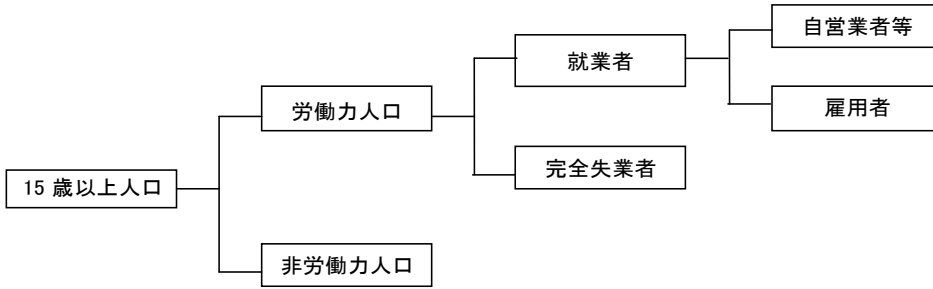 15 歳以上人口
労働力人口
非労働力人口
就業者
完全失業者
自営業者等
雇用者